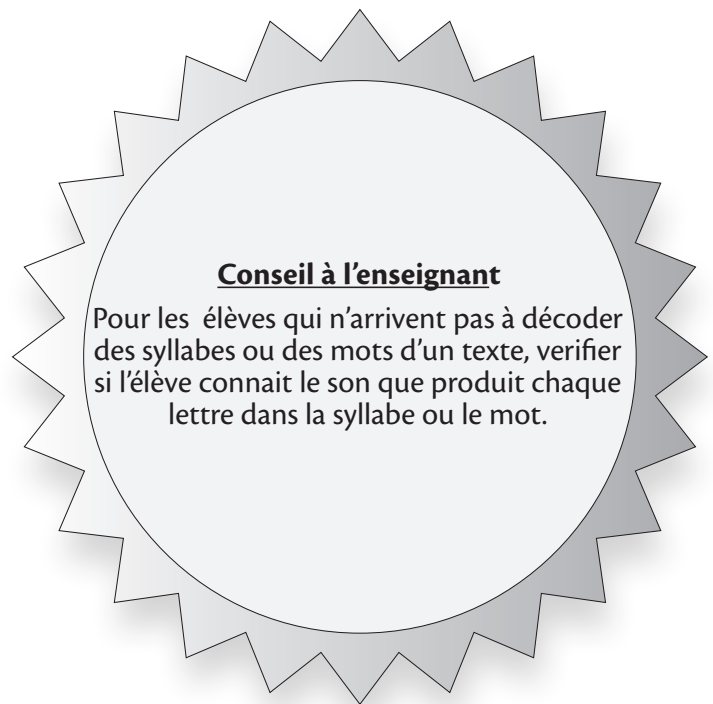 Conseil à l’enseignant
Pour les  élèves qui n’arrivent pas à décoder
des syllabes ou des mots d’un texte, verifier
si l’élève connait le son que produit chaque
lettre dans la syllabe ou le mot.